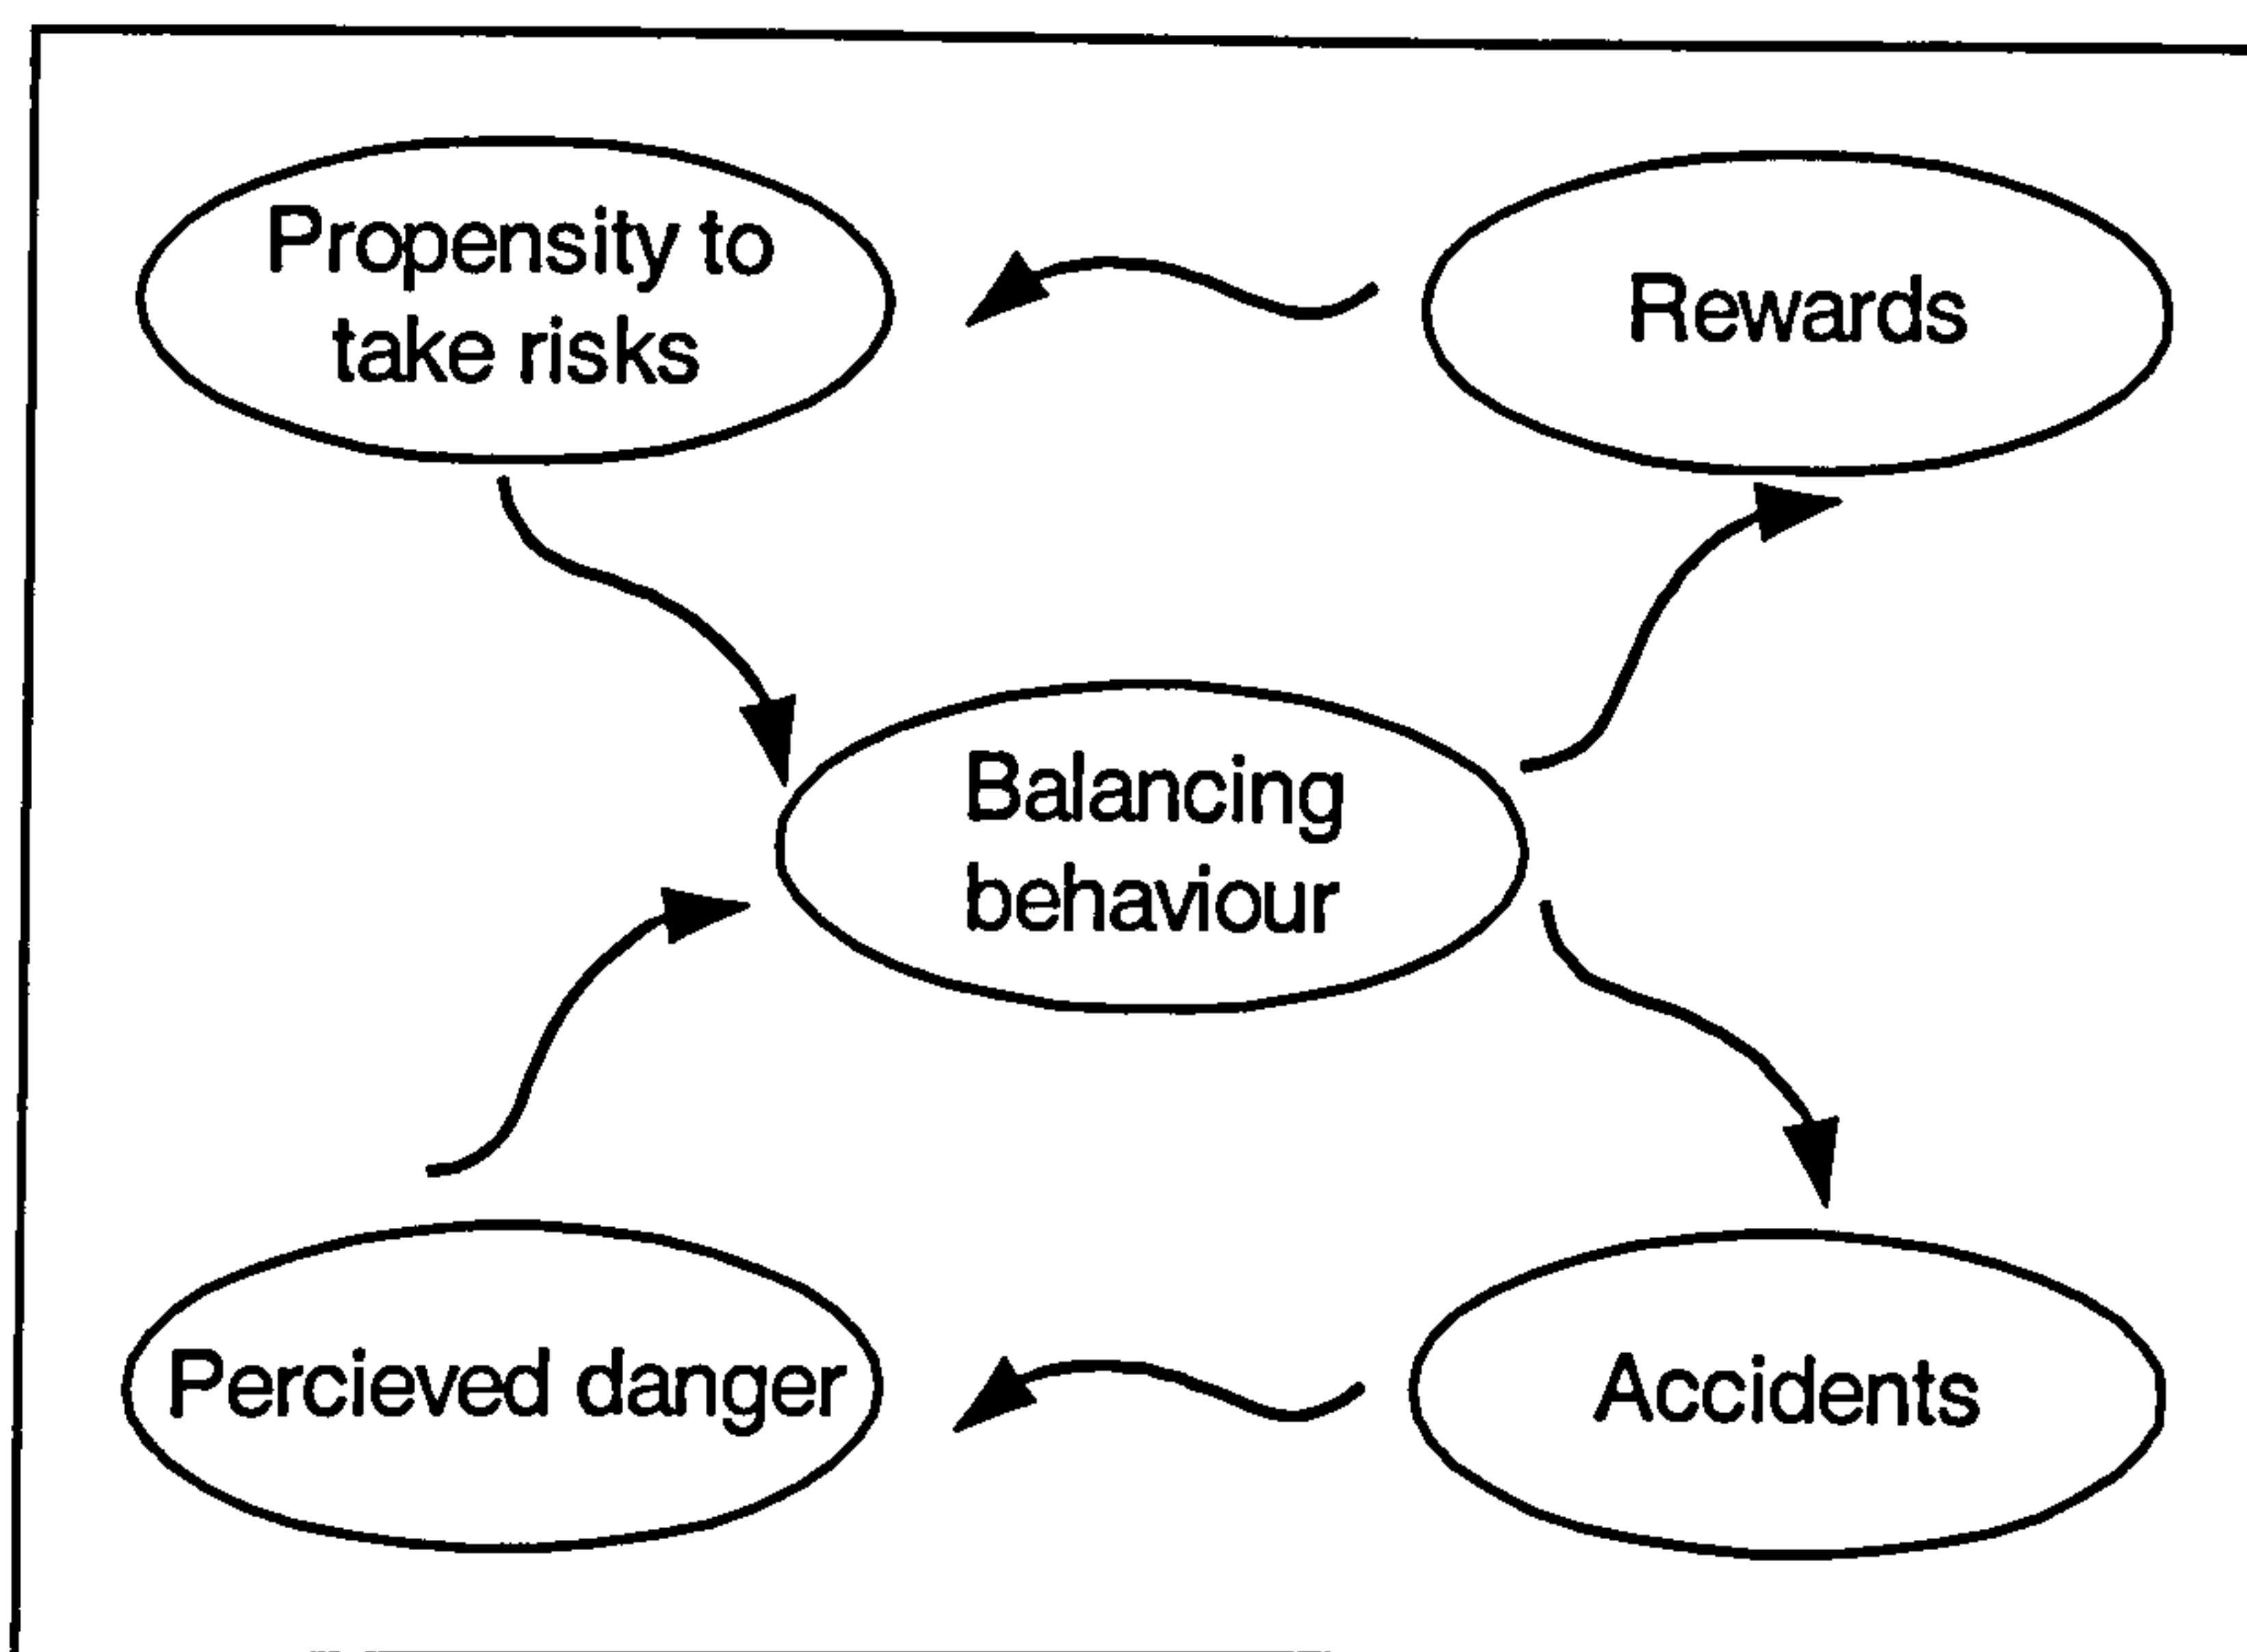 Propensity to
take risks
Rewards
Balancing
behaviour
Percieved danger
Accidents